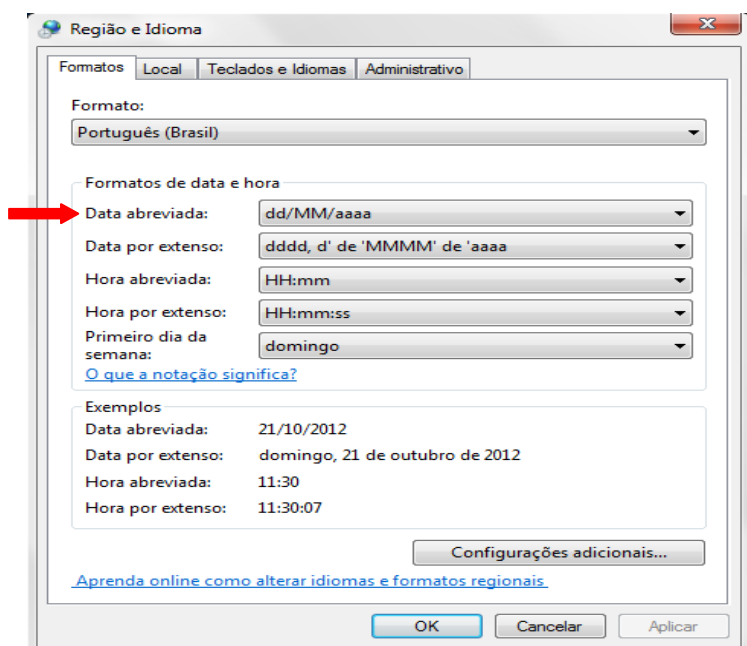 Região e Idioma
Formatos Local Teclados e Idiomas Administrativo
Formato:
Português (Brasil)
Formatos de data e hora
Data abreviada: dd/MM/aaaa
Data por extenso: dddd, d' de 'MMMM' de 'aaaa
Hora abreviada: HH:mm
Hora por extenso: HH:mm:ss
Primeiro dia da
semana: domingo
O que a notação significa?
Exemplos
Data abreviada: 21/10/2012
Data por extenso: domingo, 21 de outubro de 2012
Hora abreviada: 11:30
Hora por extenso: 11:30:07
Configurações adicionais...
Aprenda online como alterar idiomas e formatos regionais
OK Cancelar Aplicar